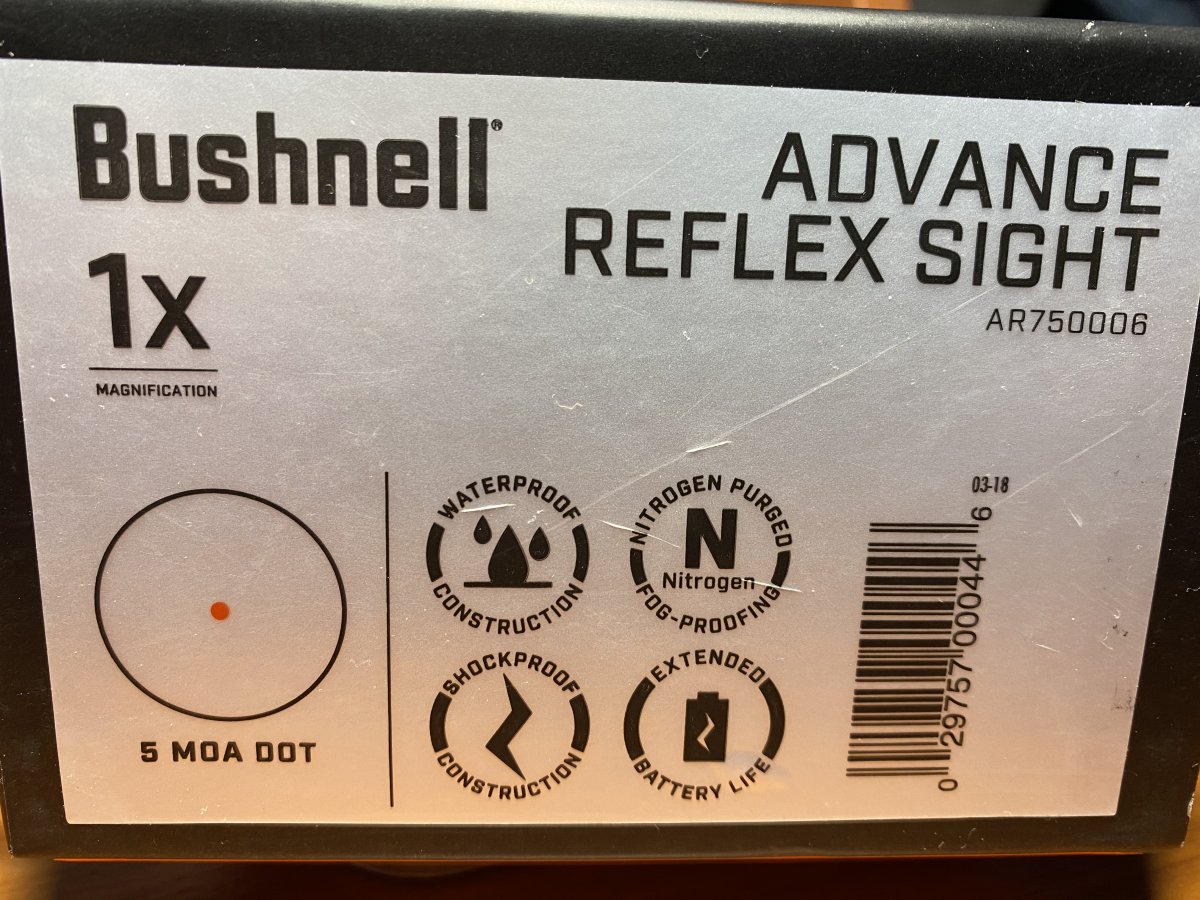 Bushnell®
ADVANCE
REFLEX SIGHT
AR750006
1x
MAGNIFICATION
5 MOA DOT
WATERPROOF
CONSTRUCTION
NITROGEN PURGED
N
Nitrogen
FOG-PROOFING
SHOCKPROOF
CONSTRUCTION
EXTENDED
BATTERY LIFE
03-18
0 29757 00044 6